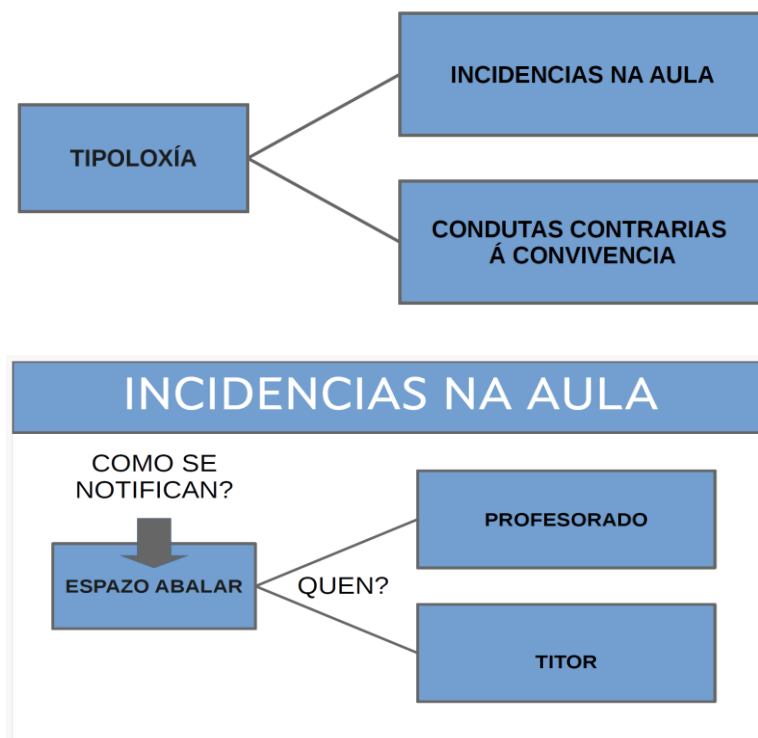 TIPOLOXÍA
INCIDENCIAS NA AULA
CONDUTAS CONTRARIAS
Á CONVIVENCIA
INCIDENCIAS NA AULA
COMO SE
NOTIFICAN?
ESPAZO ABALAR
QUEN?
PROFESORADO
TITOR